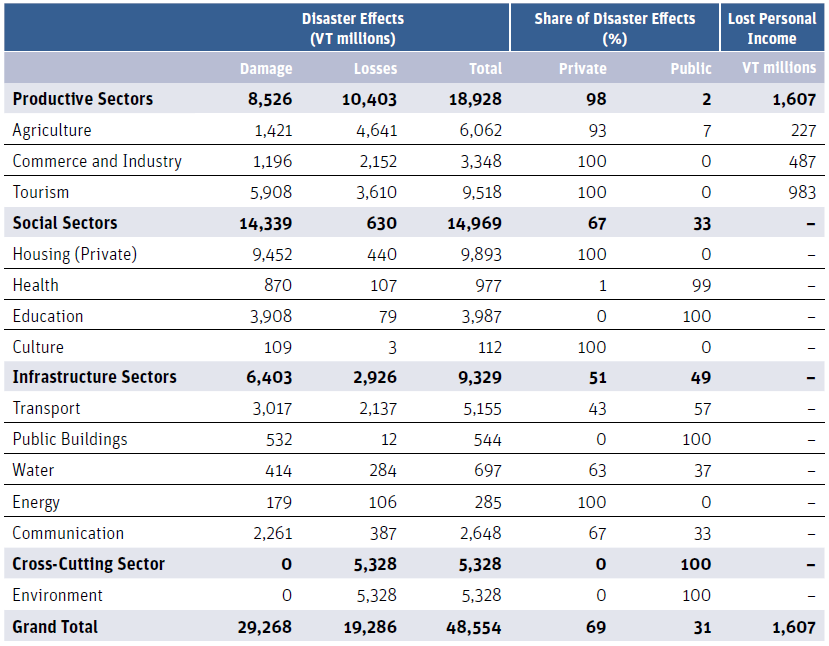 Disaster Effects Share of Disaster Effects Lost Personal
(VT millions) (%) Income
Damage Losses Total Private Public VT millions
Productive Sectors 8,526 10,403 18,928 98 2 1,607
Agriculture 1,421 4,641 6,062 93 7 227
Commerce and Industry 1,196 2,152 3,348 100 0 487
Tourism 5,908 3,610 9,518 100 0 983
Social Sectors 14,339 630 14,969 67 33 –
Housing (Private) 9,452 440 9,893 100 0 –
Health 870 107 977 1 99 –
Education 3,908 79 3,987 0 100 –
Culture 109 3 112 100 0 –
Infrastructure Sectors 6,403 2,926 9,329 51 49 –
Transport 3,017 2,137 5,155 43 57 –
Public Buildings 532 12 544 0 100 –
Water 414 284 697 63 37 –
Energy 179 106 285 100 0 –
Communication 2,261 387 2,648 67 33 –
Cross-Cutting Sector 0 5,328 5,328 0 100 –
Environment 0 5,328 5,328 0 100 –
Grand Total 29,268 19,286 48,554 69 31 1,607